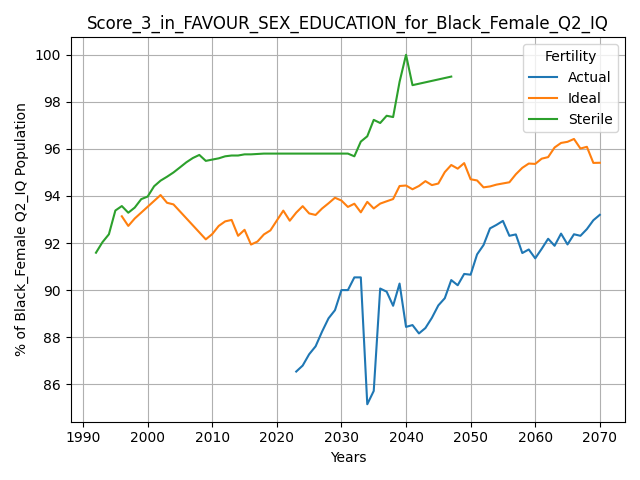 Score_3_in_FAVOUR_SEX_EDUCATION_for_Black_Female_Q2_IQ
Fertility
Actual
Ideal
Sterile
% of Black_Female Q2_IQ Population
100
98
96
94
92
90
88
86
1990 2000 2010 2020 2030 2040 2050 2060 2070
Years